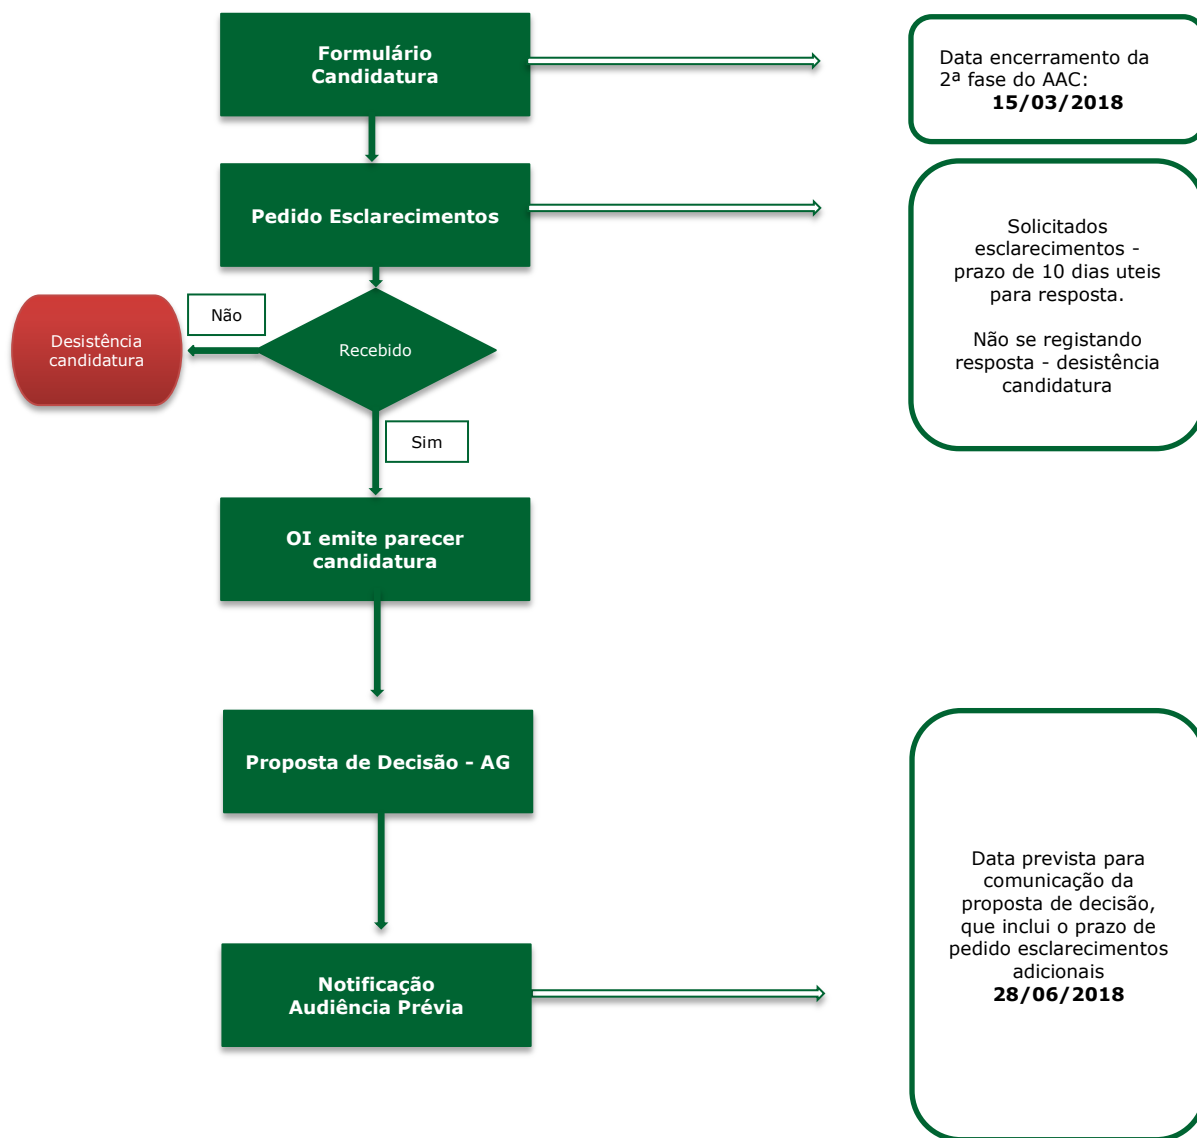 Formulário
Candidatura
Data encerramento da
2ª fase do AAC:
15/03/2018
Pedido Esclarecimentos
Solicitados
esclarecimentos -
prazo de 10 dias uteis
para resposta.
Não se registando
resposta - desistência
candidatura
Não
Desistência
candidatura
Recebido
Sim
OI emite parecer
candidatura
Proposta de Decisão - AG
Data prevista para
comunicação da
proposta de decisão,
que inclui o prazo de
pedido esclarecimentos
adicionais
28/06/2018
Notificação
Audiência Prévia